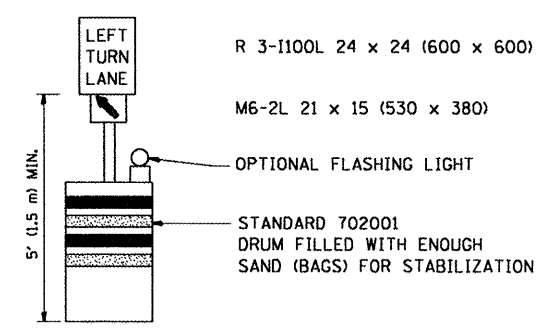 LEFT
TURN
LANE
R 3-I100L 24 x 24 (600 x 600)
M6-2L 21 x 15 (530 x 380)
OPTIONAL FLASHING LIGHT
5' (1.5 m) MIN.
STANDARD 702001
DRUM FILLED WITH ENOUGH
SAND (BAGS) FOR STABILIZATION